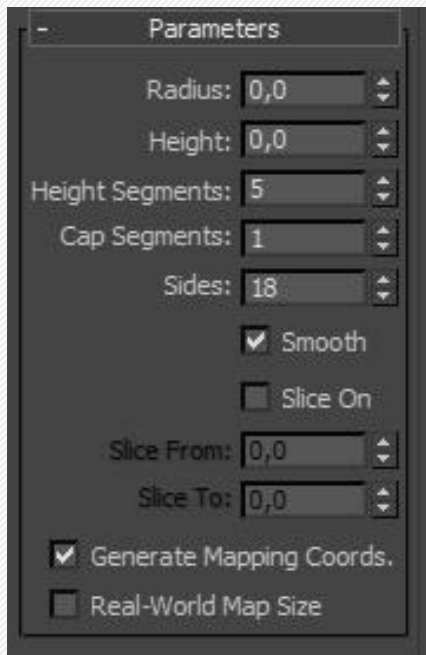 - Parameters
Radius: 0,0
Height: 0,0
Height Segments: 5
Cap Segments: 1
Sides: 18
Smooth
Slice On
Slice From: 0,0
Slice To: 0,0
Generate Mapping Coords.
Real-World Map Size